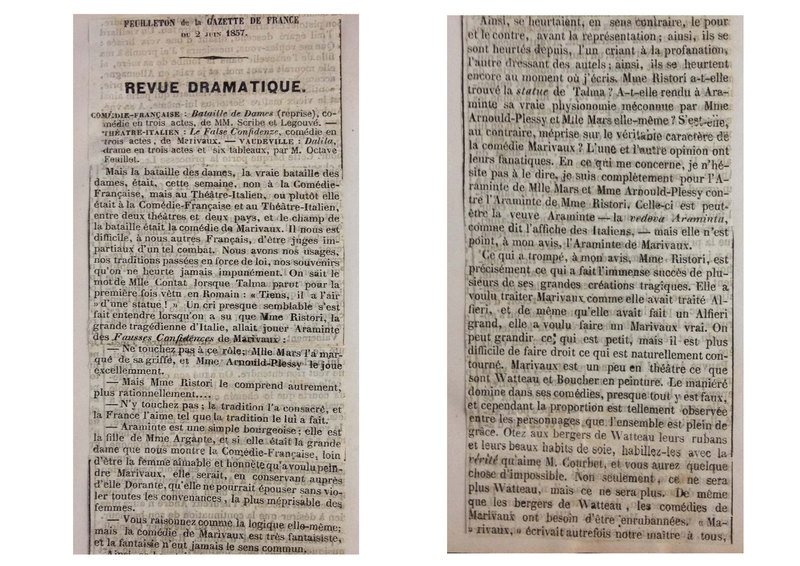 FEUILLETON de la GAZETTE DE FRANCE
DU 2 JUIN 1857.
REVUE DRAMATIQUE.
COMÉDIE-FRANÇAISE : Bataille de Dames (reprise), co-
médie en trois actes, de MM. Scribe et Legouvé. —
THÉATRE-ITALIEN : Le False Confidenze, comédie en
trois actes, de Marivaux. — VAUDEVILLE : Dalila,
drame en trois actes et six tableaux, par M. Octave
Feuillet.
Mais la bataille des dames, la vraie bataille des
dames, était, cette semaine, non à la Comédie-
Française, mais au Théâtre-Italien, ou plutôt elle
était à la Comédie-Française et au Théâtre-Italien,
entre deux théâtres et deux pays, et le champ de
la bataille était la comédie de Marivaux. Il nous est
difficile, à nous autres Français, d'être juges im-
partiaux d'un tel combat. Nous avons nos usages,
nos traditions passées en force de loi, nos souvenirs
qu'on ne heurte jamais impunément. On sait le
mot de Mlle Contat lorsque Talma parut pour la
première fois vêtu en Romain : « Tiens, il a l'air
» d'une statue ! » Un cri presque semblable s'est
fait entendre lorsqu'on a su que Mme Ristori, la
grande tragédienne d'Italie, allait jouer Araminte
des Fausses Confidences de Marivaux :
— Ne touchez pas à ce rôle; Mlle Mars l'a mar-
qué de sa griffe, et Mme Arnould-Plessy le joue
excellemment.
— Mais Mme Ristori le comprend autrement,
plus rationnellement....
— N'y touchez pas ; la tradition l'a consacré, et
la France l'aime tel que la tradition le lui a fait.
— Araminte est une simple bourgeoise : elle est
la fille de Mme Argante, et si elle était la grande
dame que nous montre la Comédie-Française, loin
d'être la femme aimable et honnête qu'a voulu pein-
dre Marivaux, elle serait, en conservant auprès
d'elle Dorante, qu'elle ne pourrait épouser sans vio-
ler toutes les convenances, la plus méprisable des
femmes.
— Vous raisonnez comme la logique elle-même;
mais la comédie de Marivaux est très fantaisiste,
et la fantaisie n'eut jamais le sens commun.
Ainsi, se heurtaient, en sens contraire, le pour
et le contre, avant la représentation; ainsi, ils se
sont heurtés depuis, l'un criant à la profanation,
l'autre dressant des autels; ainsi, ils se heurtent
encore au moment où j'écris. Mme Ristori a-t-elle
trouvé la statue de Talma ? A-t-elle rendu à Ara-
minte sa vraie physionomie méconnue par Mme
Arnould-Plessy et Mlle Mars elle-même ? S'est-elle,
au contraire, méprise sur le véritable caractère de
la comédie Marivaux ? L'une et l'autre opinion ont
leurs fanatiques. En ce qui me concerne, je n'hé-
site pas à le dire, je suis complètement pour l'A-
raminte de Mlle Mars et Mme Arnould-Plessy con-
tre l'Araminte de Mme Ristori. Celle-ci est peut-
être la veuve Araminte — la vedova Araminta,
comme dit l'affiche des Italiens, — mais elle n'est
point, à mon avis, l'Araminte de Marivaux.
Ce qui a trompé, à mon avis, Mme Ristori, est
précisément ce qui a fait l'immense succès de plu-
sieurs de ses grandes créations tragiques. Elle a
voulu traiter Marivaux comme elle avait traité Al-
fieri, et de même qu'elle avait fait un Alfieri
grand, elle a voulu faire un Marivaux vrai. On
peut grandir ce qui est petit, mais il est plus
difficile de faire droit ce qui est naturellement con-
tourné. Marivaux est un peu en théâtre ce que
sont Watteau et Boucher en peinture. Le maniéré
domine dans ses comédies, presque tout y est faux,
et cependant la proportion est tellement observée
entre les personnages que l'ensemble est plein de
grâce. Otez aux bergers de Watteau leurs rubans
et leurs beaux habits de soie, habillez-les avec la
vérité qu'aime M. Courbet, et vous aurez quelque
chose d'impossible. Non seulement, ce ne sera
plus Watteau, mais ce ne sera plus. De même
que les bergers de Watteau, les comédies de
Marivaux ont besoin d'être enrubannées. « Ma-
» rivaux, » écrivait autrefois notre maître à tous,